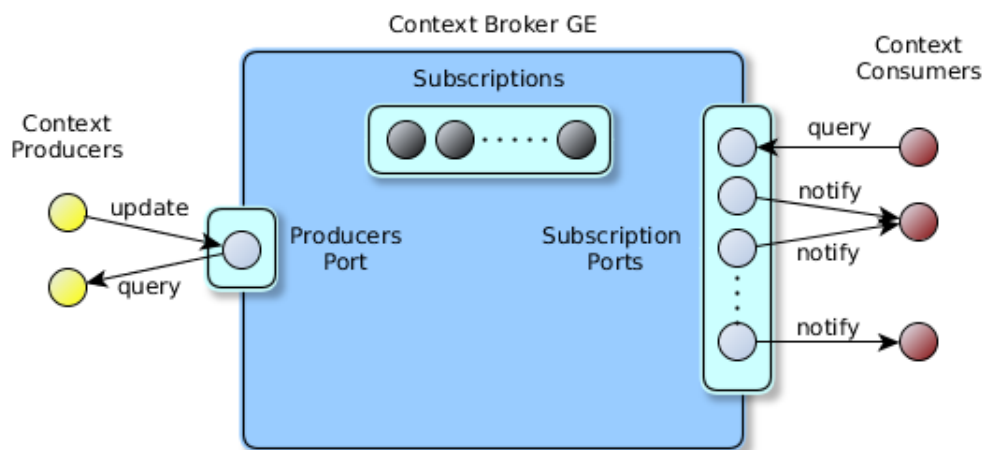 Context Broker GE
Subscriptions
Context
Producers
update
query
Producers
Port
Subscription
Ports
Context
Consumers
query
notify
notify
notify